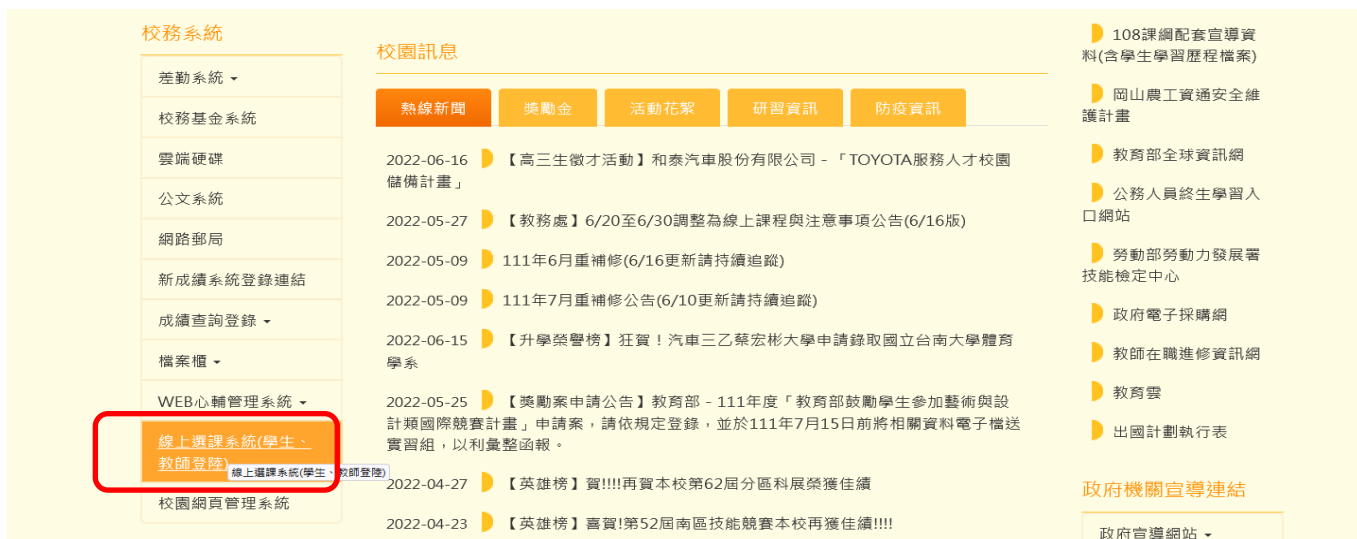 校務系統
差勤系統
校務基金系統
雲端硬碟
公文系統
網路郵局
新成績系統登錄連結
成績查詢登錄
檔案櫃
WEB心輔管理系統
線上選課系統(學生、
教師登陸)
線上選課系統(學生、教師登陸)
校園網頁管理系統
校園訊息
熱線新聞 獎勵金 活動花絮 研習資訊 防疫資訊
2022-06-16 【高三生徵才活動】和泰汽車股份有限公司 - 「TOYOTA服務人才校園
儲備計畫」
2022-05-27 【教務處】6/20至6/30調整為線上課程與注意事項公告(6/16版)
2022-05-09 111年6月重補修(6/16更新請持續追蹤)
2022-05-09 111年7月重補修公告(6/10更新請持續追蹤)
2022-06-15 【升學榮譽榜】狂賀！汽車三乙蔡宏彬大學申請錄取國立台南大學體育
學系
2022-05-25 【獎勵案申請公告】教育部 - 111年度「教育部鼓勵學生參加藝術與設
計類國際競賽計畫」申請案，請依規定登錄，並於111年7月15日前將相關資料電子檔送
實習組，以利彙整函報。
2022-04-27 【英雄榜】賀!!!!再賀本校第62屆分區科展榮獲佳績
2022-04-23 【英雄榜】喜賀!第52屆南區技能競賽本校再獲佳績!!!!
108課綱配套宣導資
料(含學生學習歷程檔案)
岡山農工資通安全維
護計畫
教育部全球資訊網
公務人員終生學習入
口網站
勞動部勞動力發展署
技能檢定中心
政府電子採購網
教師在職進修資訊網
教育雲
出國計劃執行表
政府機關宣導連結
政府宣導網站